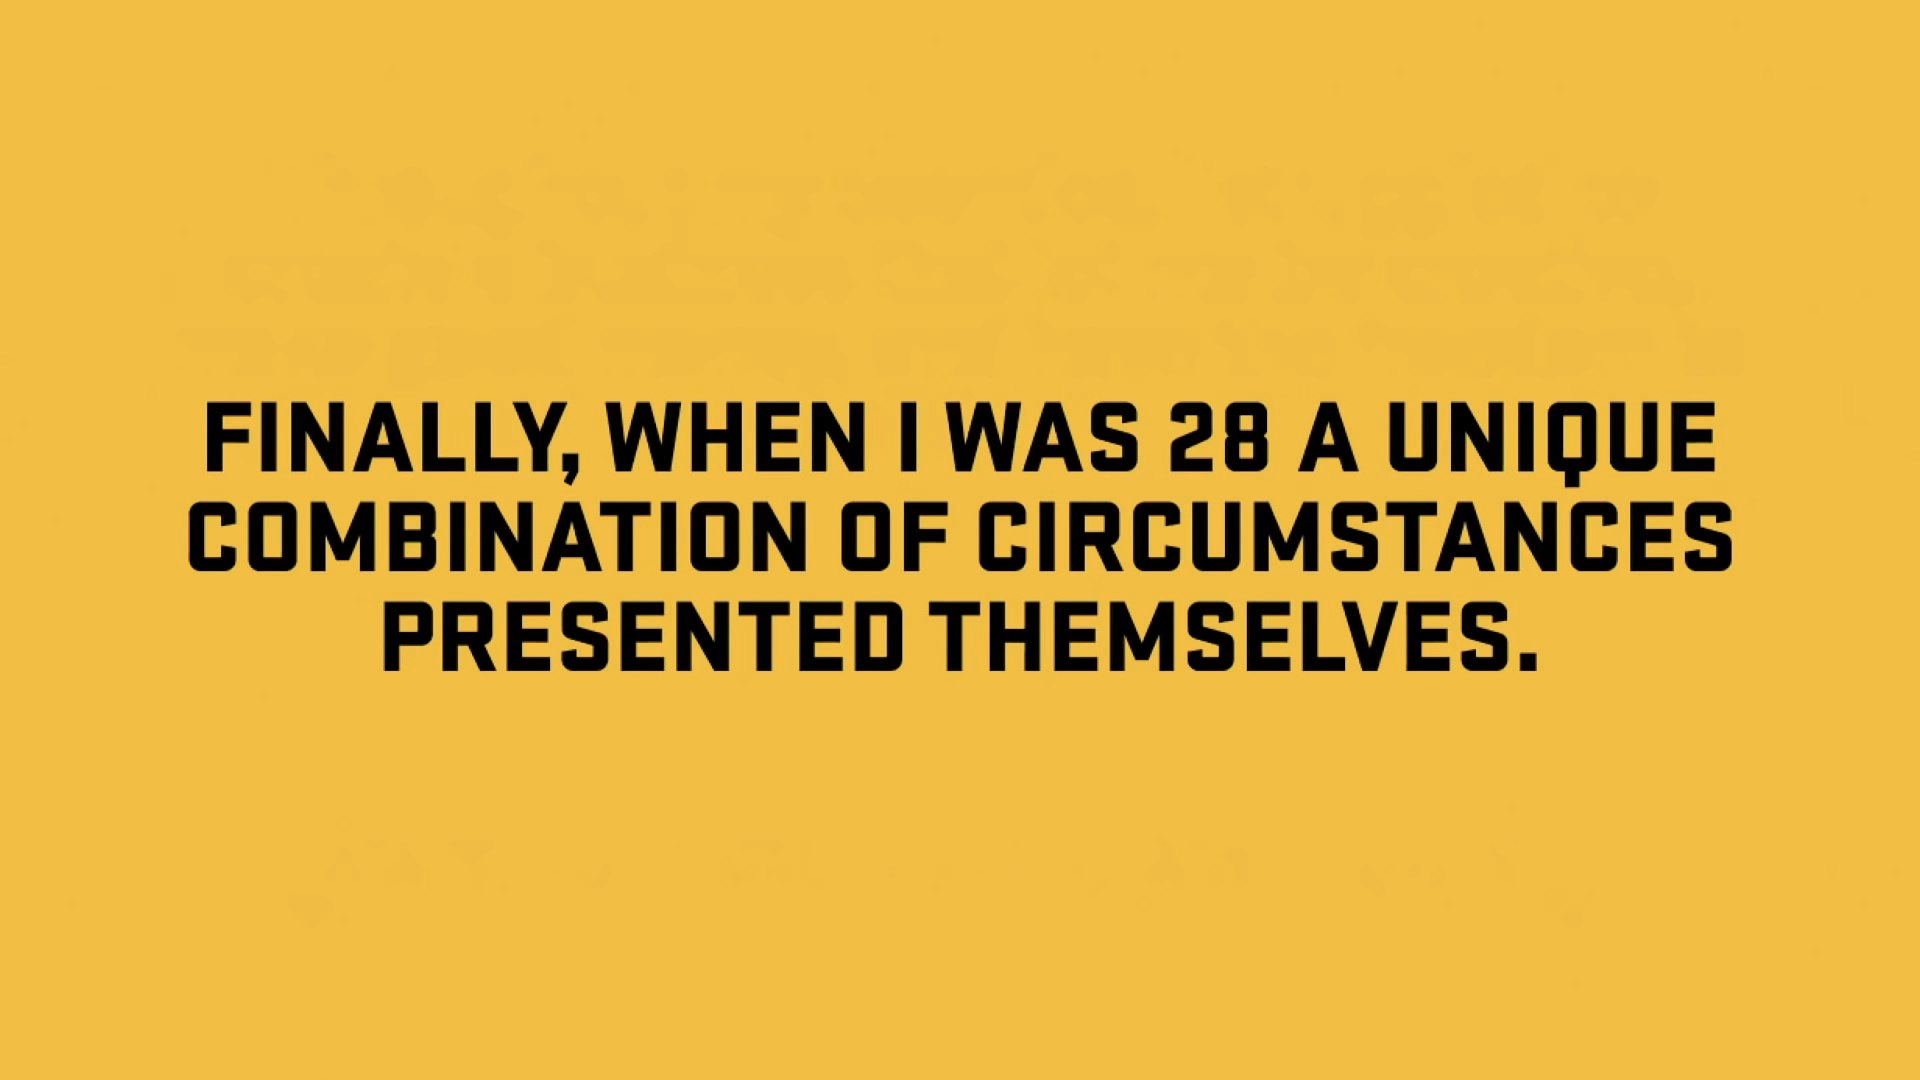 FINALLY, WHEN I WAS 28 A UNIQUE
COMBINATION OF CIRCUMSTANCES
PRESENTED THEMSELVES.